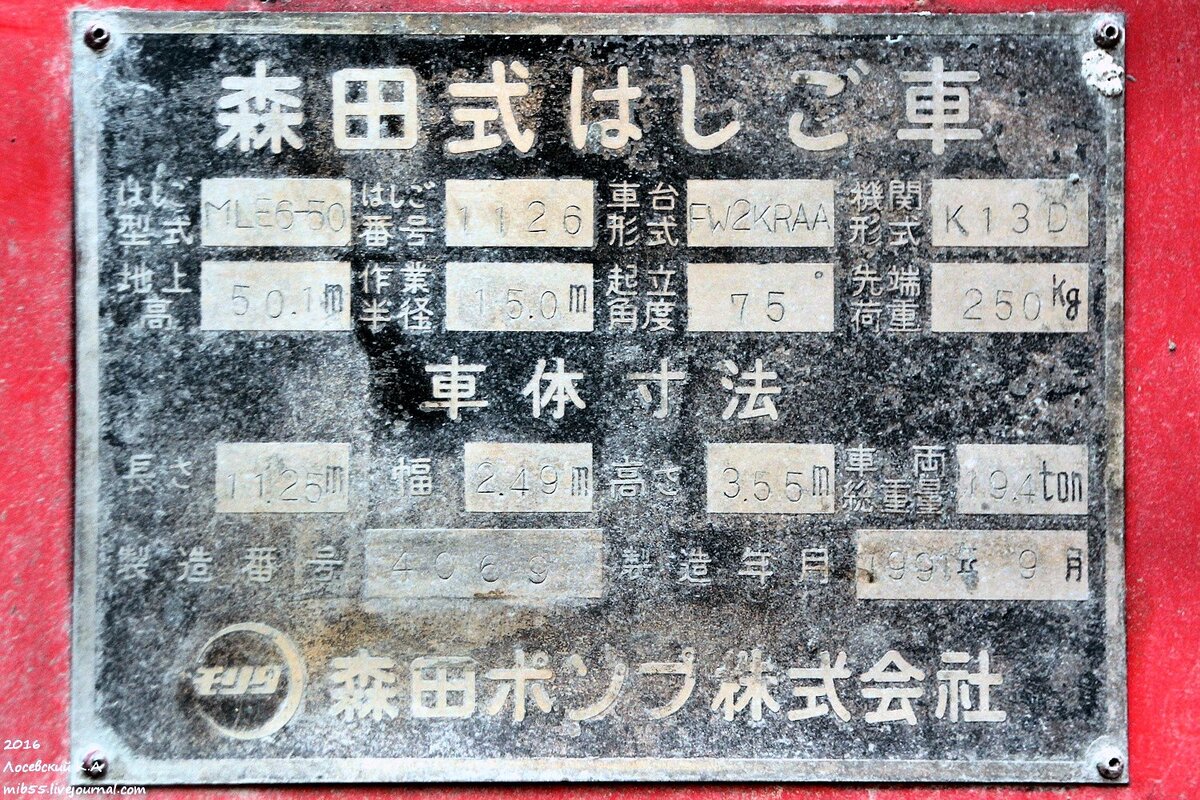 森田式はしご車
はしご型式 MLE6-50 はしご番号 1126 車台形式 FW2KRAA 機関形式 K13D
地上高 50.1m 作業半径 15.0m 起立角度 75° 先端荷重 250Kg
車体寸法
長さ 11.25m 幅 2.49m 高さ 3.55m 車両総重量 19.4ton
製造番号 4069 製造年月 1991年 9月
モリタ 森田ポンプ株式会社
2016
Лосевский К.А
mib55.livejournal.com